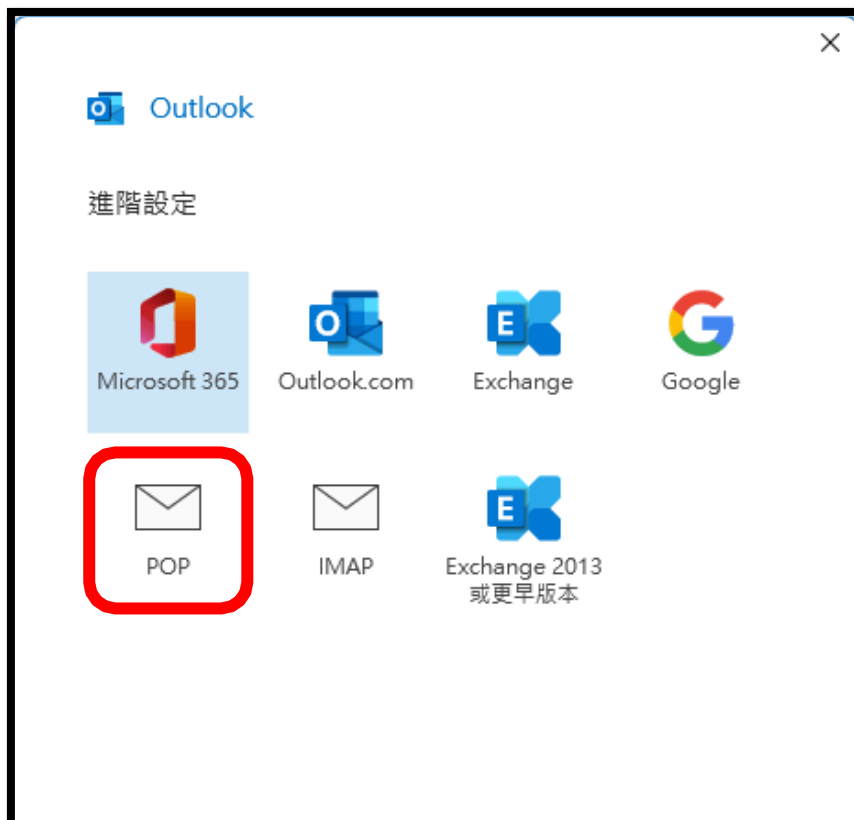 Outlook
進階設定
Microsoft 365
Outlook.com
Exchange
Google
POP
IMAP
Exchange 2013
或更早版本